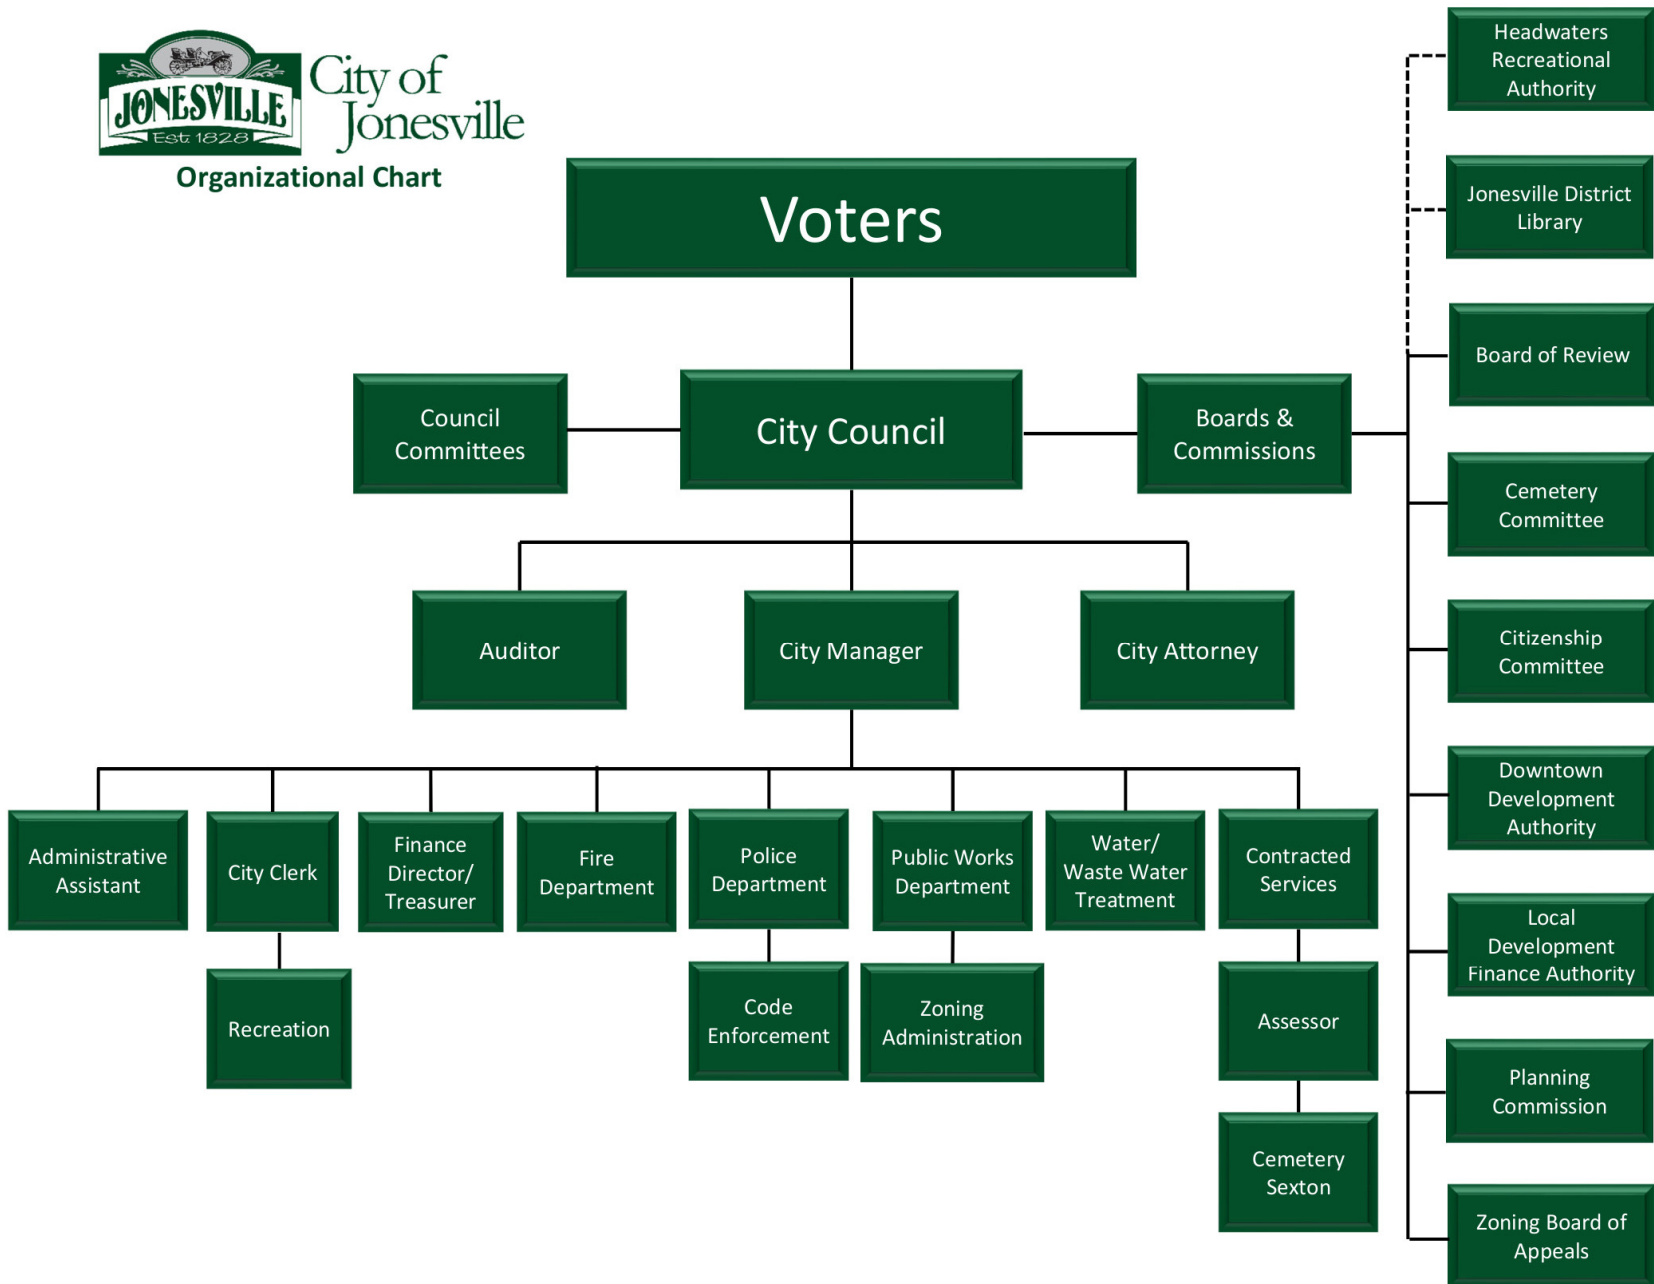 JONESVILLE
Est. 1828
City of
Jonesville
Organizational Chart
Voters
Council
Committees
City Council
Boards &
Commissions
Auditor
City Manager
City Attorney
Administrative
Assistant
City Clerk
Finance
Director/
Treasurer
Fire
Department
Police
Department
Public Works
Department
Water/
Waste Water
Treatment
Contracted
Services
Recreation
Code
Enforcement
Zoning
Administration
Assessor
Cemetery
Sexton
Headwaters
Recreational
Authority
Jonesville District
Library
Board of Review
Cemetery
Committee
Citizenship
Committee
Downtown
Development
Authority
Local
Development
Finance Authority
Planning
Commission
Zoning Board of
Appeals